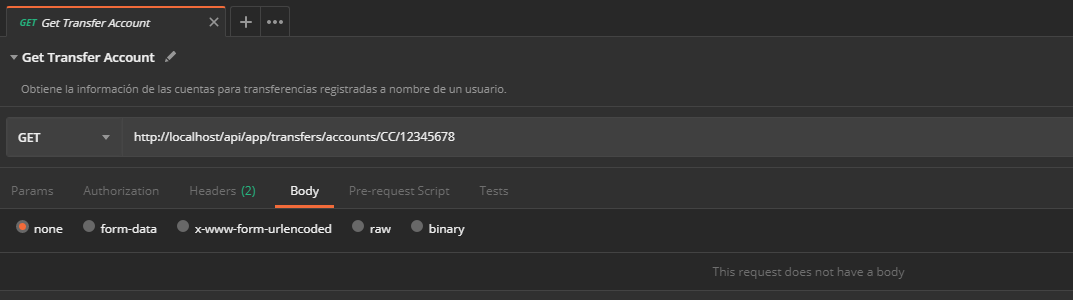 GET Get Transfer Account
Get Transfer Account
Obtiene la información de las cuentas para transferencias registradas a nombre de un usuario.
GET http://localhost/api/app/transfers/accounts/CC/12345678
Params Authorization Headers (2) Body Pre-request Script Tests
none form-data x-www-form-urlencoded raw binary
This request does not have a body